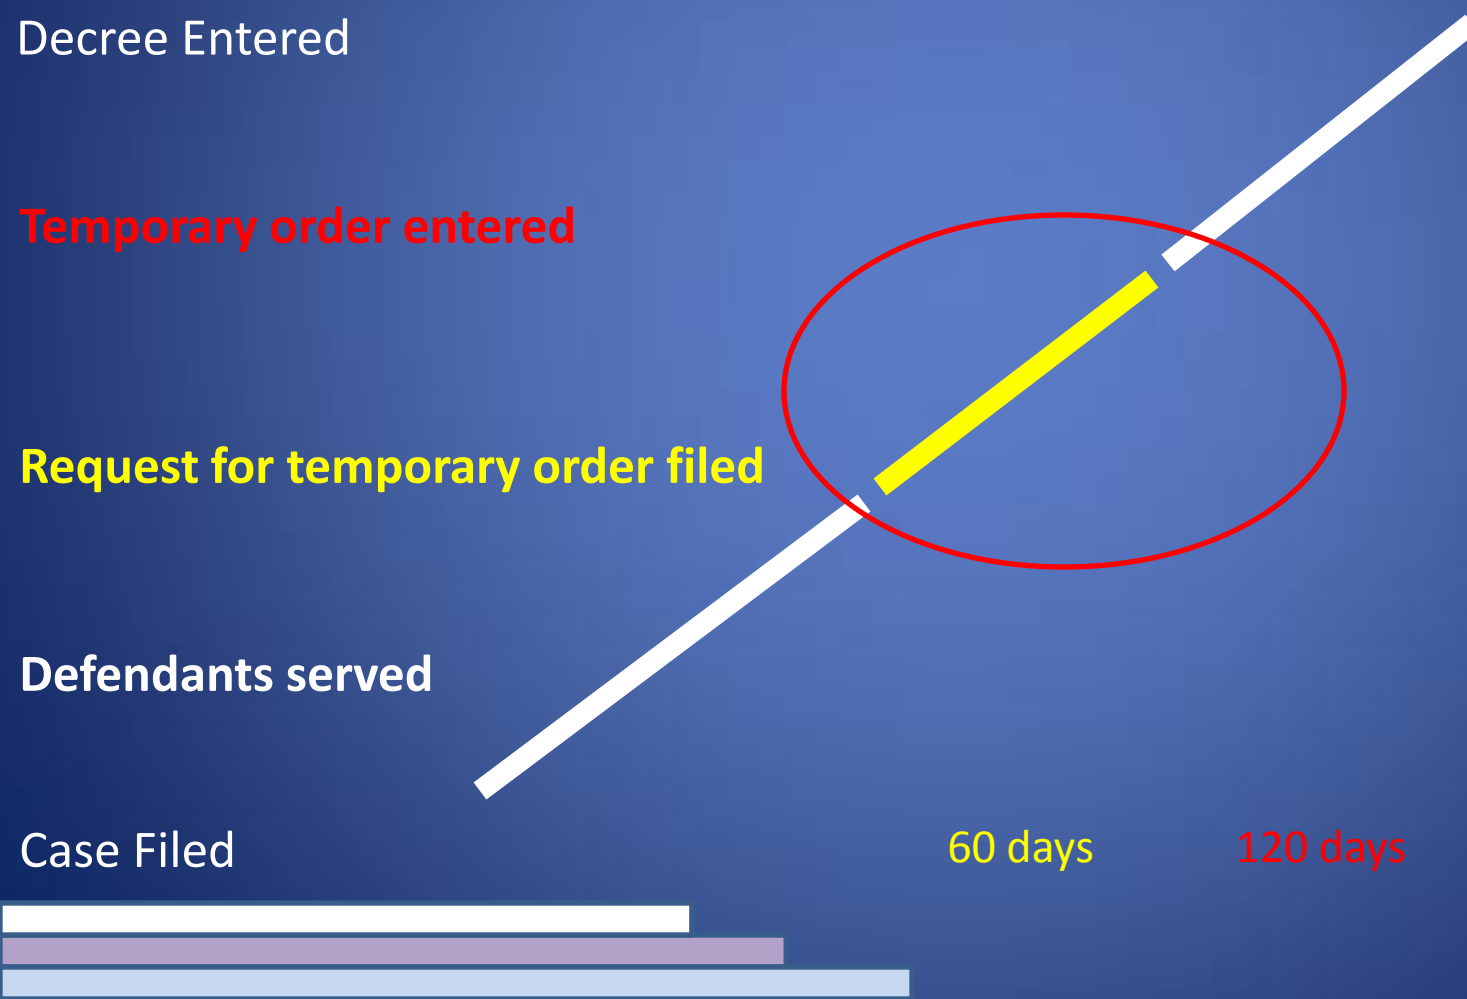 Decree Entered
Temporary order entered
Request for temporary order filed
Defendants served
Case Filed
60 days
120 days